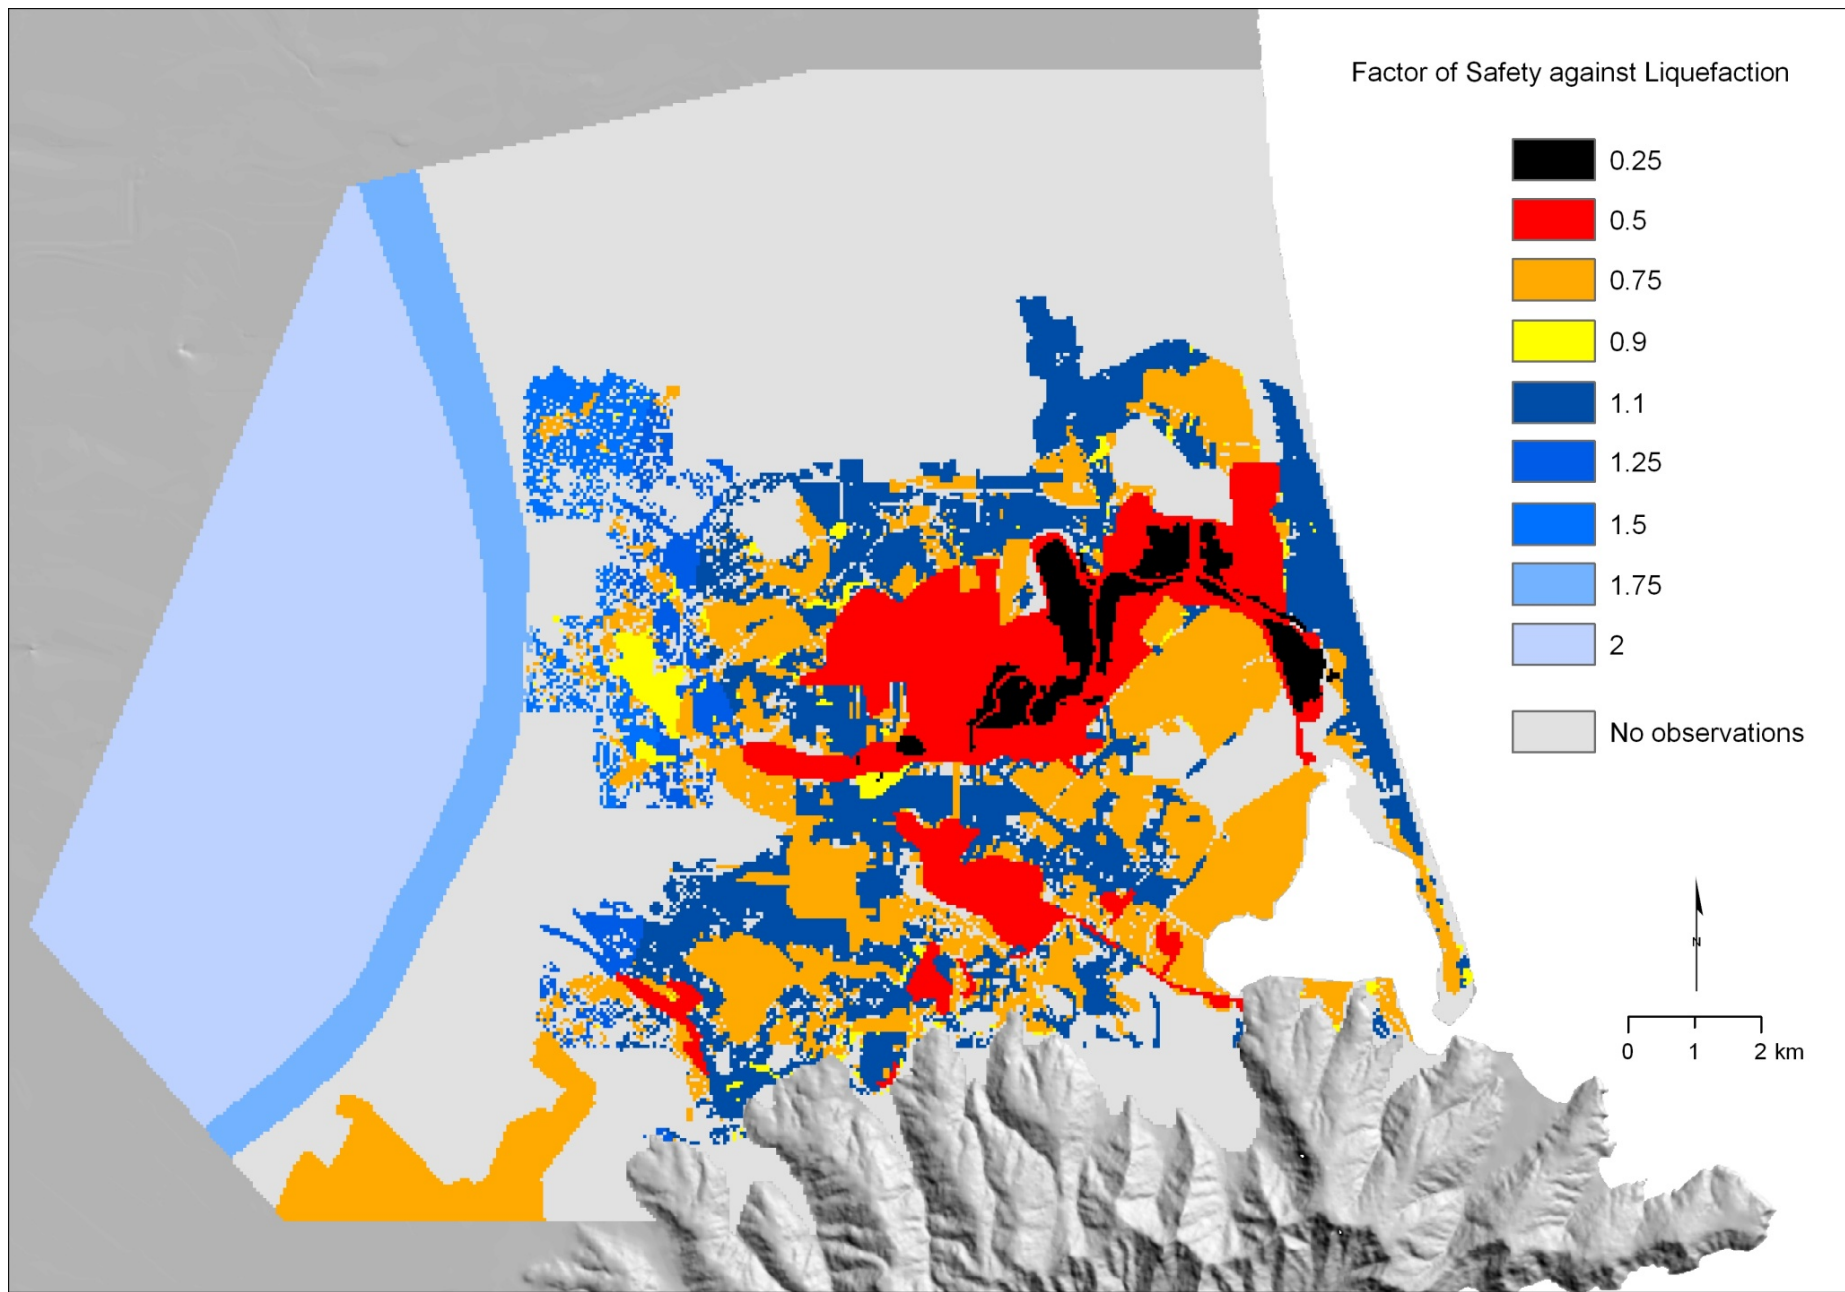 Factor of Safety against Liquefaction
0.25
0.5
0.75
0.9
1.1
1.25
1.5
1.75
2
No observations
N
0 1 2 km